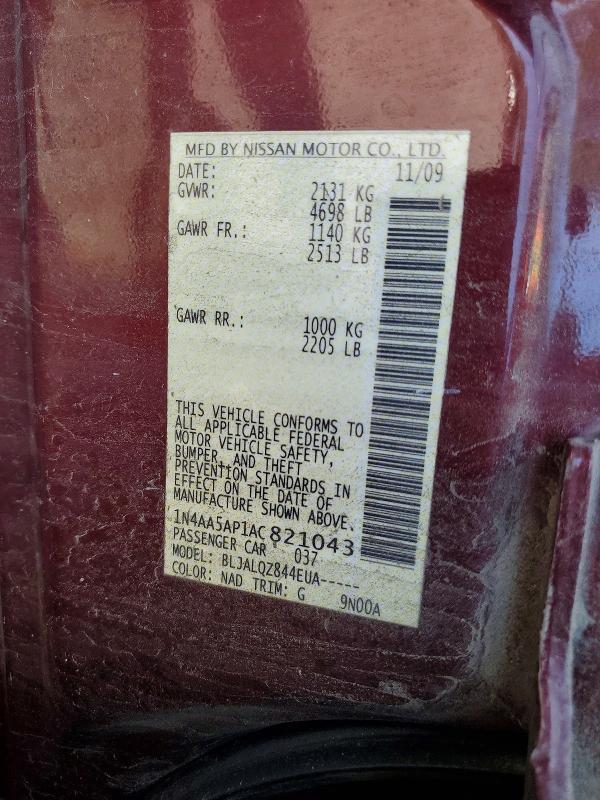 MFD BY NISSAN MOTOR CO., LTD.
DATE: 11/09
GVWR: 2131 KG
4698 LB
GAWR FR.: 1140 KG
2513 LB
GAWR RR.: 1000 KG
2205 LB
THIS VEHICLE CONFORMS TO
ALL APPLICABLE FEDERAL
MOTOR VEHICLE SAFETY,
BUMPER, AND THEFT
PREVENTION STANDARDS IN
EFFECT ON THE DATE OF
MANUFACTURE SHOWN ABOVE.
1N4AA5AP1AC821043
PASSENGER CAR 037
MODEL: BLJALQZ844EUA-----
COLOR: NAD TRIM: G 9N00A